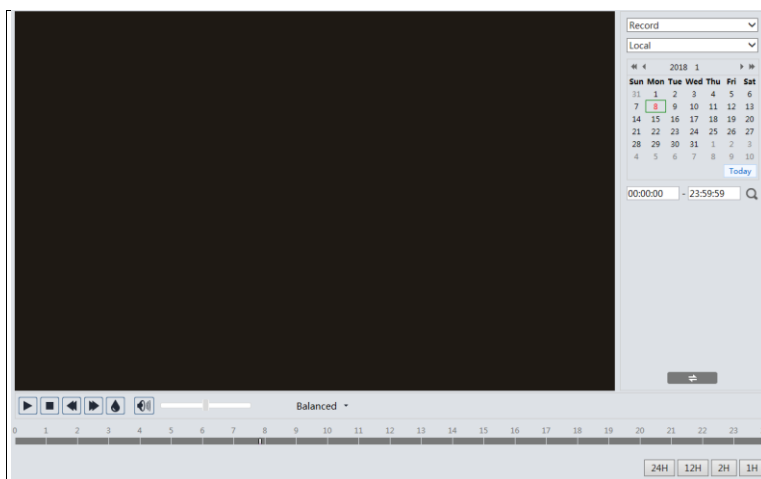 Record
Local
2018 1
Sun Mon Tue Wed Thu Fri Sat
31 1 2 3 4 5 6
7 8 9 10 11 12 13
14 15 16 17 18 19 20
21 22 23 24 25 26 27
28 29 30 31 1 2 3
4 5 6 7 8 9 10
Today
00:00:00 - 23:59:59
Balanced
0 1 2 3 4 5 6 7 8 9 10 11 12 13 14 15 16 17 18 19 20 21 22 23
24H 12H 2H 1H